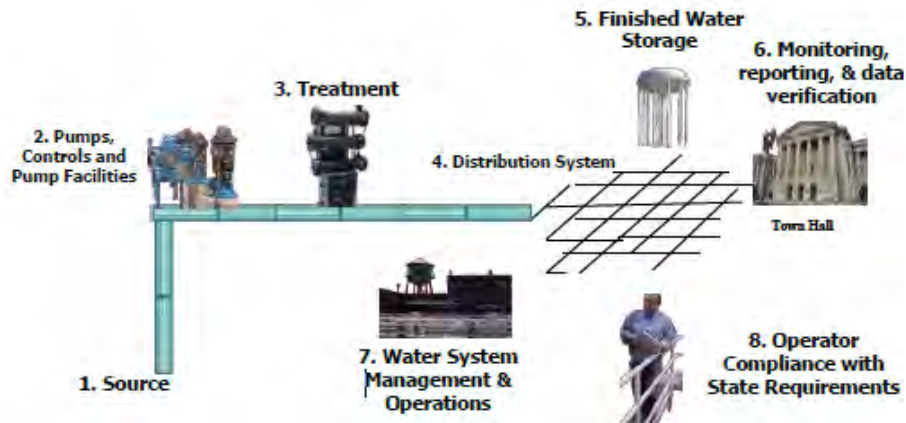 5. Finished Water
Storage
6. Monitoring,
reporting, & data
verification
3. Treatment
2. Pumps,
Controls and
Pump Facilities
4. Distribution System
Town Hall
7. Water System
Management &
Operations
8. Operator
Compliance with
State Requirements
1. Source